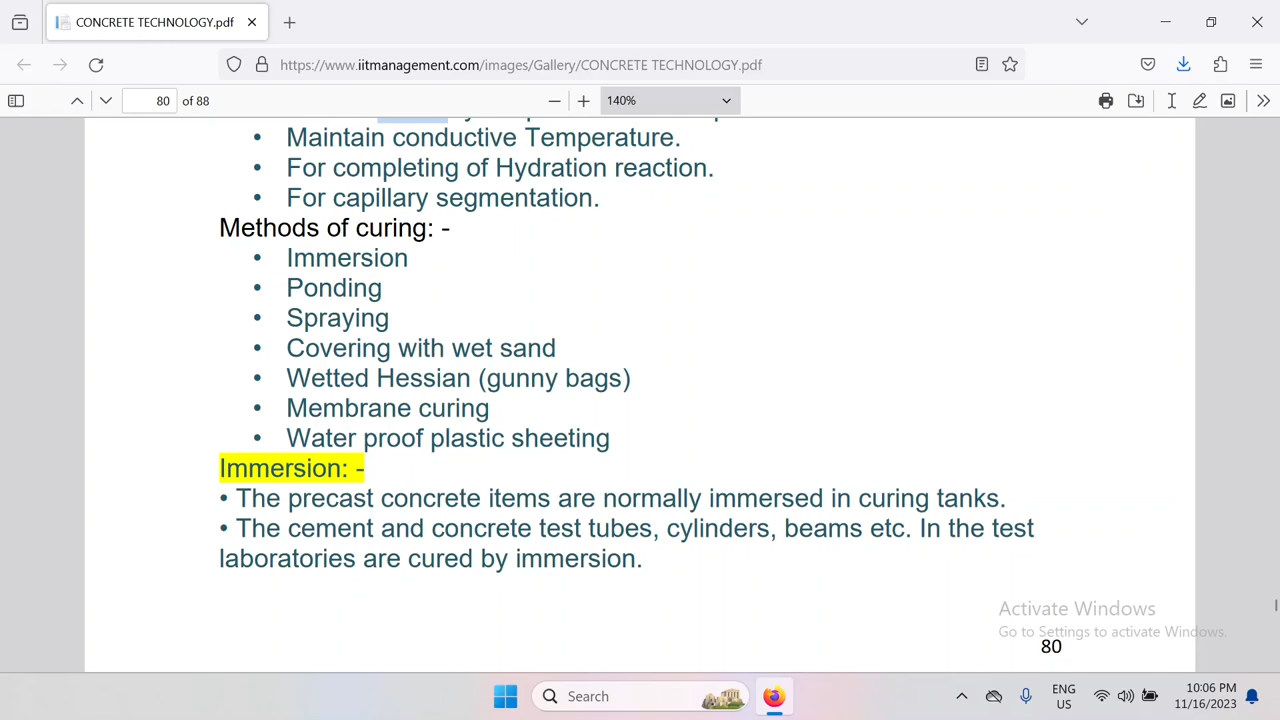 CONCRETE TECHNOLOGY.pdf
https://www.iitmanagement.com/images/Gallery/CONCRETE TECHNOLOGY.pdf
80 of 88
140%
• Maintain conductive Temperature.
• For completing of Hydration reaction.
• For capillary segmentation.
Methods of curing: -
• Immersion
• Ponding
• Spraying
• Covering with wet sand
• Wetted Hessian (gunny bags)
• Membrane curing
• Water proof plastic sheeting
Immersion: -
• The precast concrete items are normally immersed in curing tanks.
• The cement and concrete test tubes, cylinders, beams etc. In the test
laboratories are cured by immersion.
Activate Windows
Go to Settings to activate Windows.
80
Search
ENG
US
10:06 PM
11/16/2023